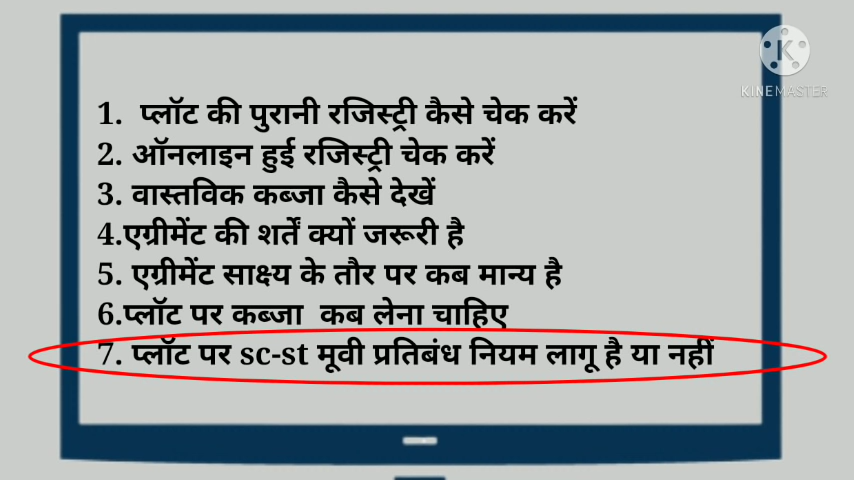 KINEMASTER
1. प्लॉट की पुरानी रजिस्ट्री कैसे चेक करें
2. ऑनलाइन हुई रजिस्ट्री चेक करें
3. वास्तविक कब्जा कैसे देखें
4.एग्रीमेंट की शर्तें क्यों जरूरी है
5. एग्रीमेंट साक्ष्य के तौर पर कब मान्य है
6.प्लॉट पर कब्जा कब लेना चाहिए
7. प्लॉट पर sc-st मूवी प्रतिबंध नियम लागू है या नहीं